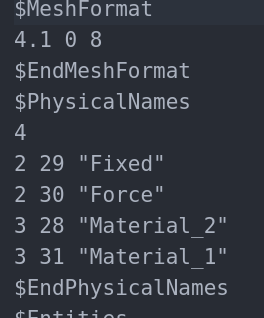 $MeshFormat
4.1 0 8
$EndMeshFormat
$PhysicalNames
4
2 29 "Fixed"
2 30 "Force"
3 28 "Material_2"
3 31 "Material_1"
$EndPhysicalNames
$Entities